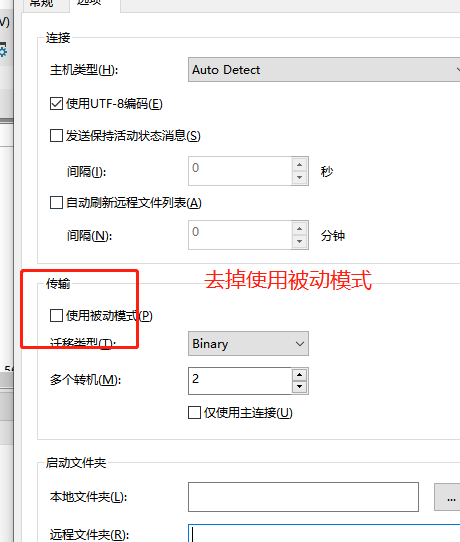 常规 选项
V)
连接
主机类型(H): Auto Detect
使用UTF-8编码(E)
发送保持活动状态消息(S)
间隔(I): 0 秒
自动刷新远程文件列表(A)
间隔(N): 0 分钟
传输
去掉使用被动模式
使用被动模式(P)
迁移类型(T): Binary
多个转机(M): 2
仅使用主连接(U)
启动文件夹
本地文件夹(L): ...
远程文件夹(R):